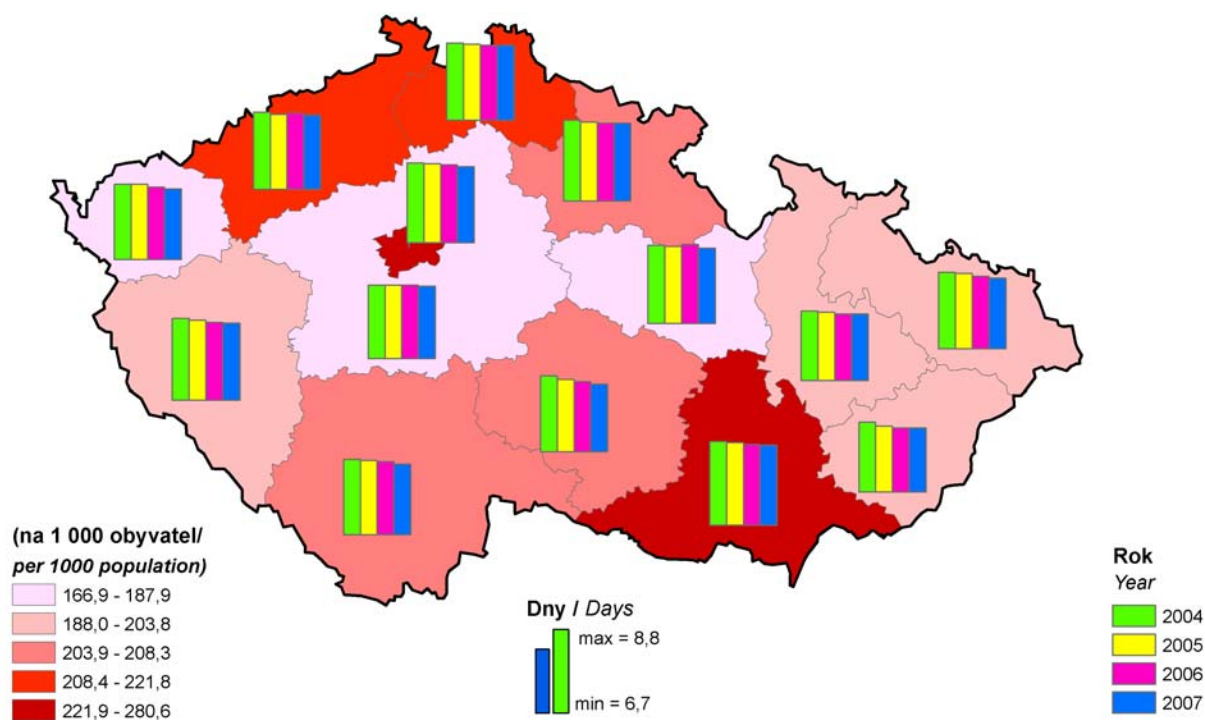 (na 1 000 obyvatel/
per 1000 population)
166,9 - 187,9
188,0 - 203,8
203,9 - 208,3
208,4 - 221,8
221,9 - 280,6
Dny / Days
max = 8,8
min = 6,7
Rok
Year
2004
2005
2006
2007